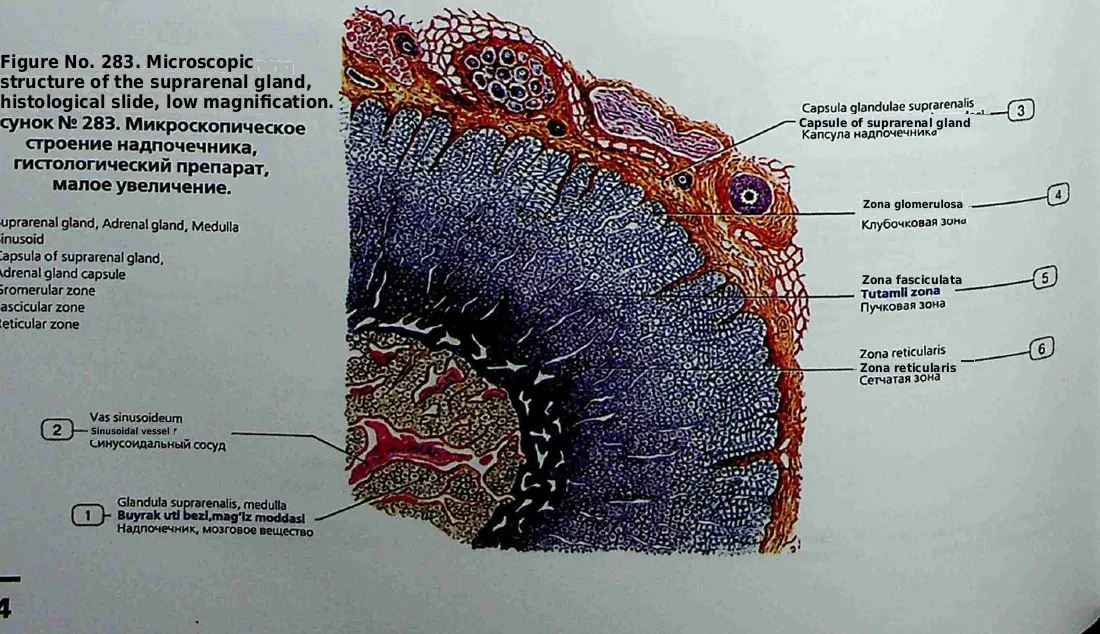 Figure No. 283. Microscopic
structure of the suprarenal gland,
histological slide, low magnification.
сунок № 283. Микроскопическое
строение надпочечника,
гистологический препарат,
малое увеличение.
uprarenal gland, Adrenal gland, Medulla
inusoid
Capsula of suprarenal gland,
Adrenal gland capsule
Gromerular zone
ascicular zone
Reticular zone
Capsula glandulae suprarenalis
Capsule of suprarenal gland
Капсула надпочечника
3
Zona glomerulosa
Клубочковая зона
4
Zona fasciculata
Tutamli zona
Пучковая зона
5
Zona reticularis
Zona reticularis
Сетчатая зона
6
2
Vas sinusoideum
Sinusoidal vessel
Синусоидальный сосуд
1
Glandula suprarenalis, medulla
Buyrak uti bezi,mag'iz moddasi
Надпочечник, мозговое вещество
4